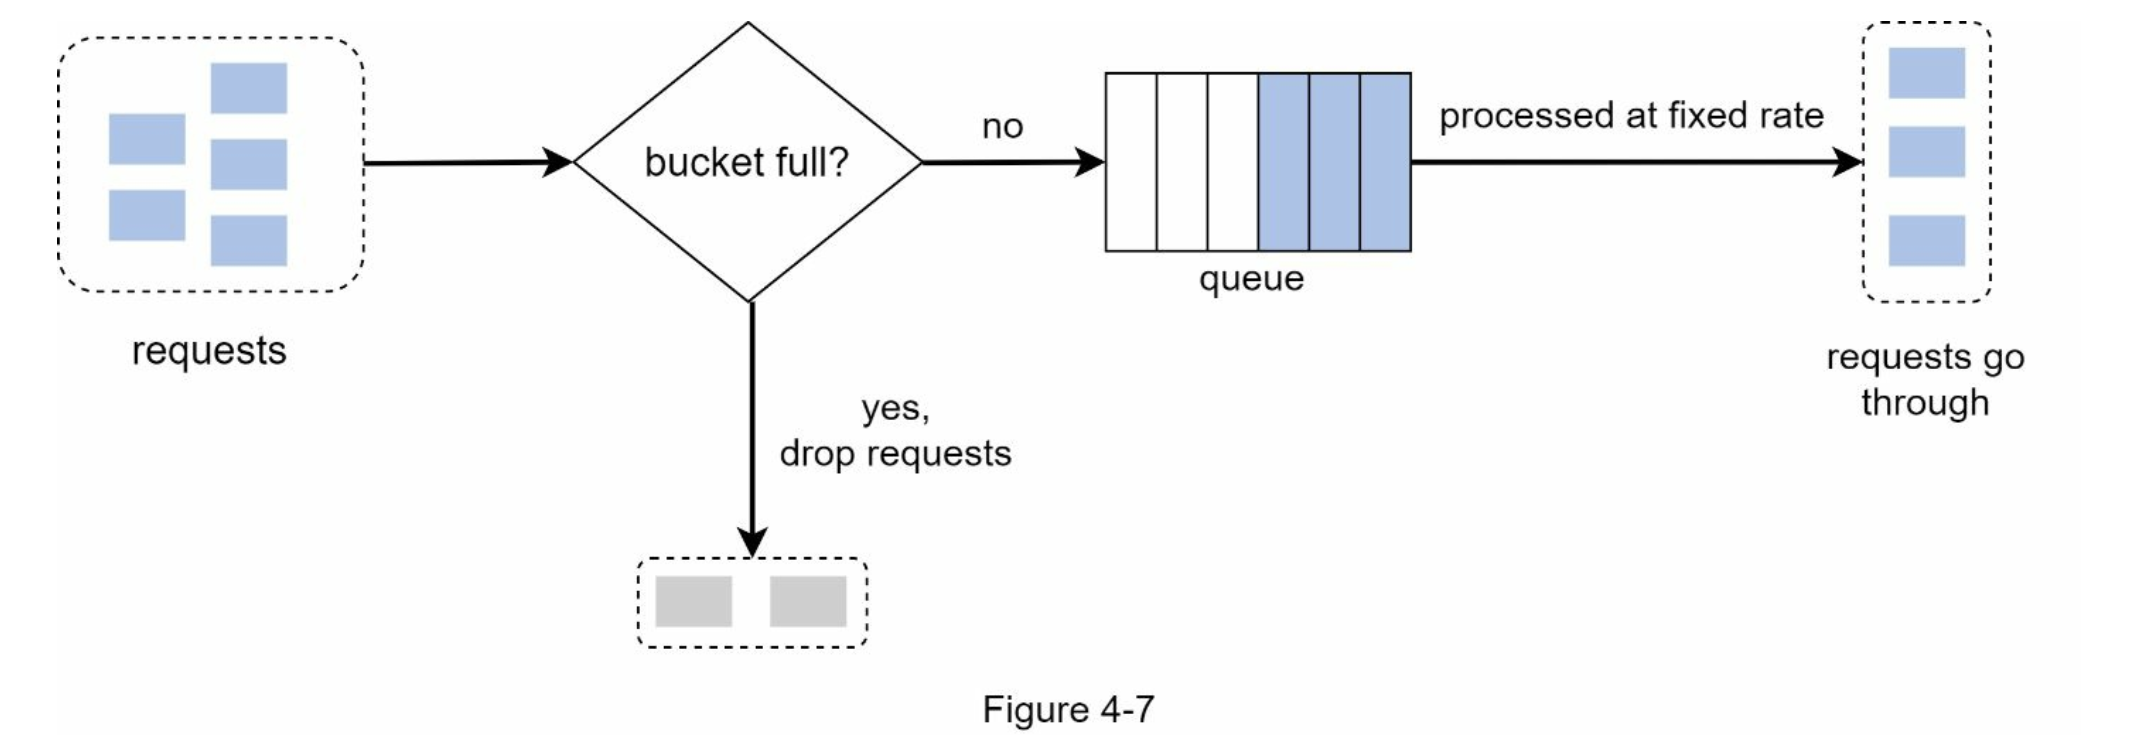 requests
bucket full?
no
yes,
drop requests
queue
processed at fixed rate
requests go
through
Figure 4-7